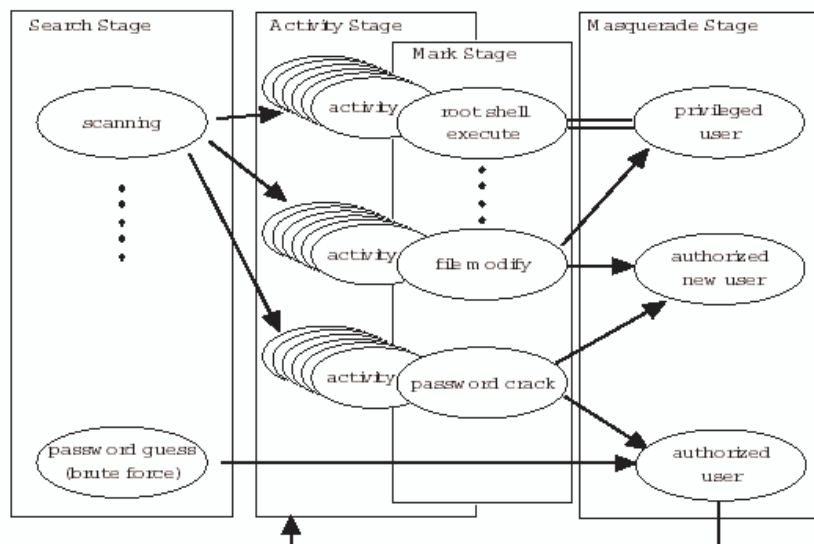 Search Stage
Activity Stage
Mark Stage
Masquerade Stage
scanning
activity
root shell
execute
privileged
user
activity
file modify
authorized
new user
activity
password crack
password guess
(brute force)
authorized
user